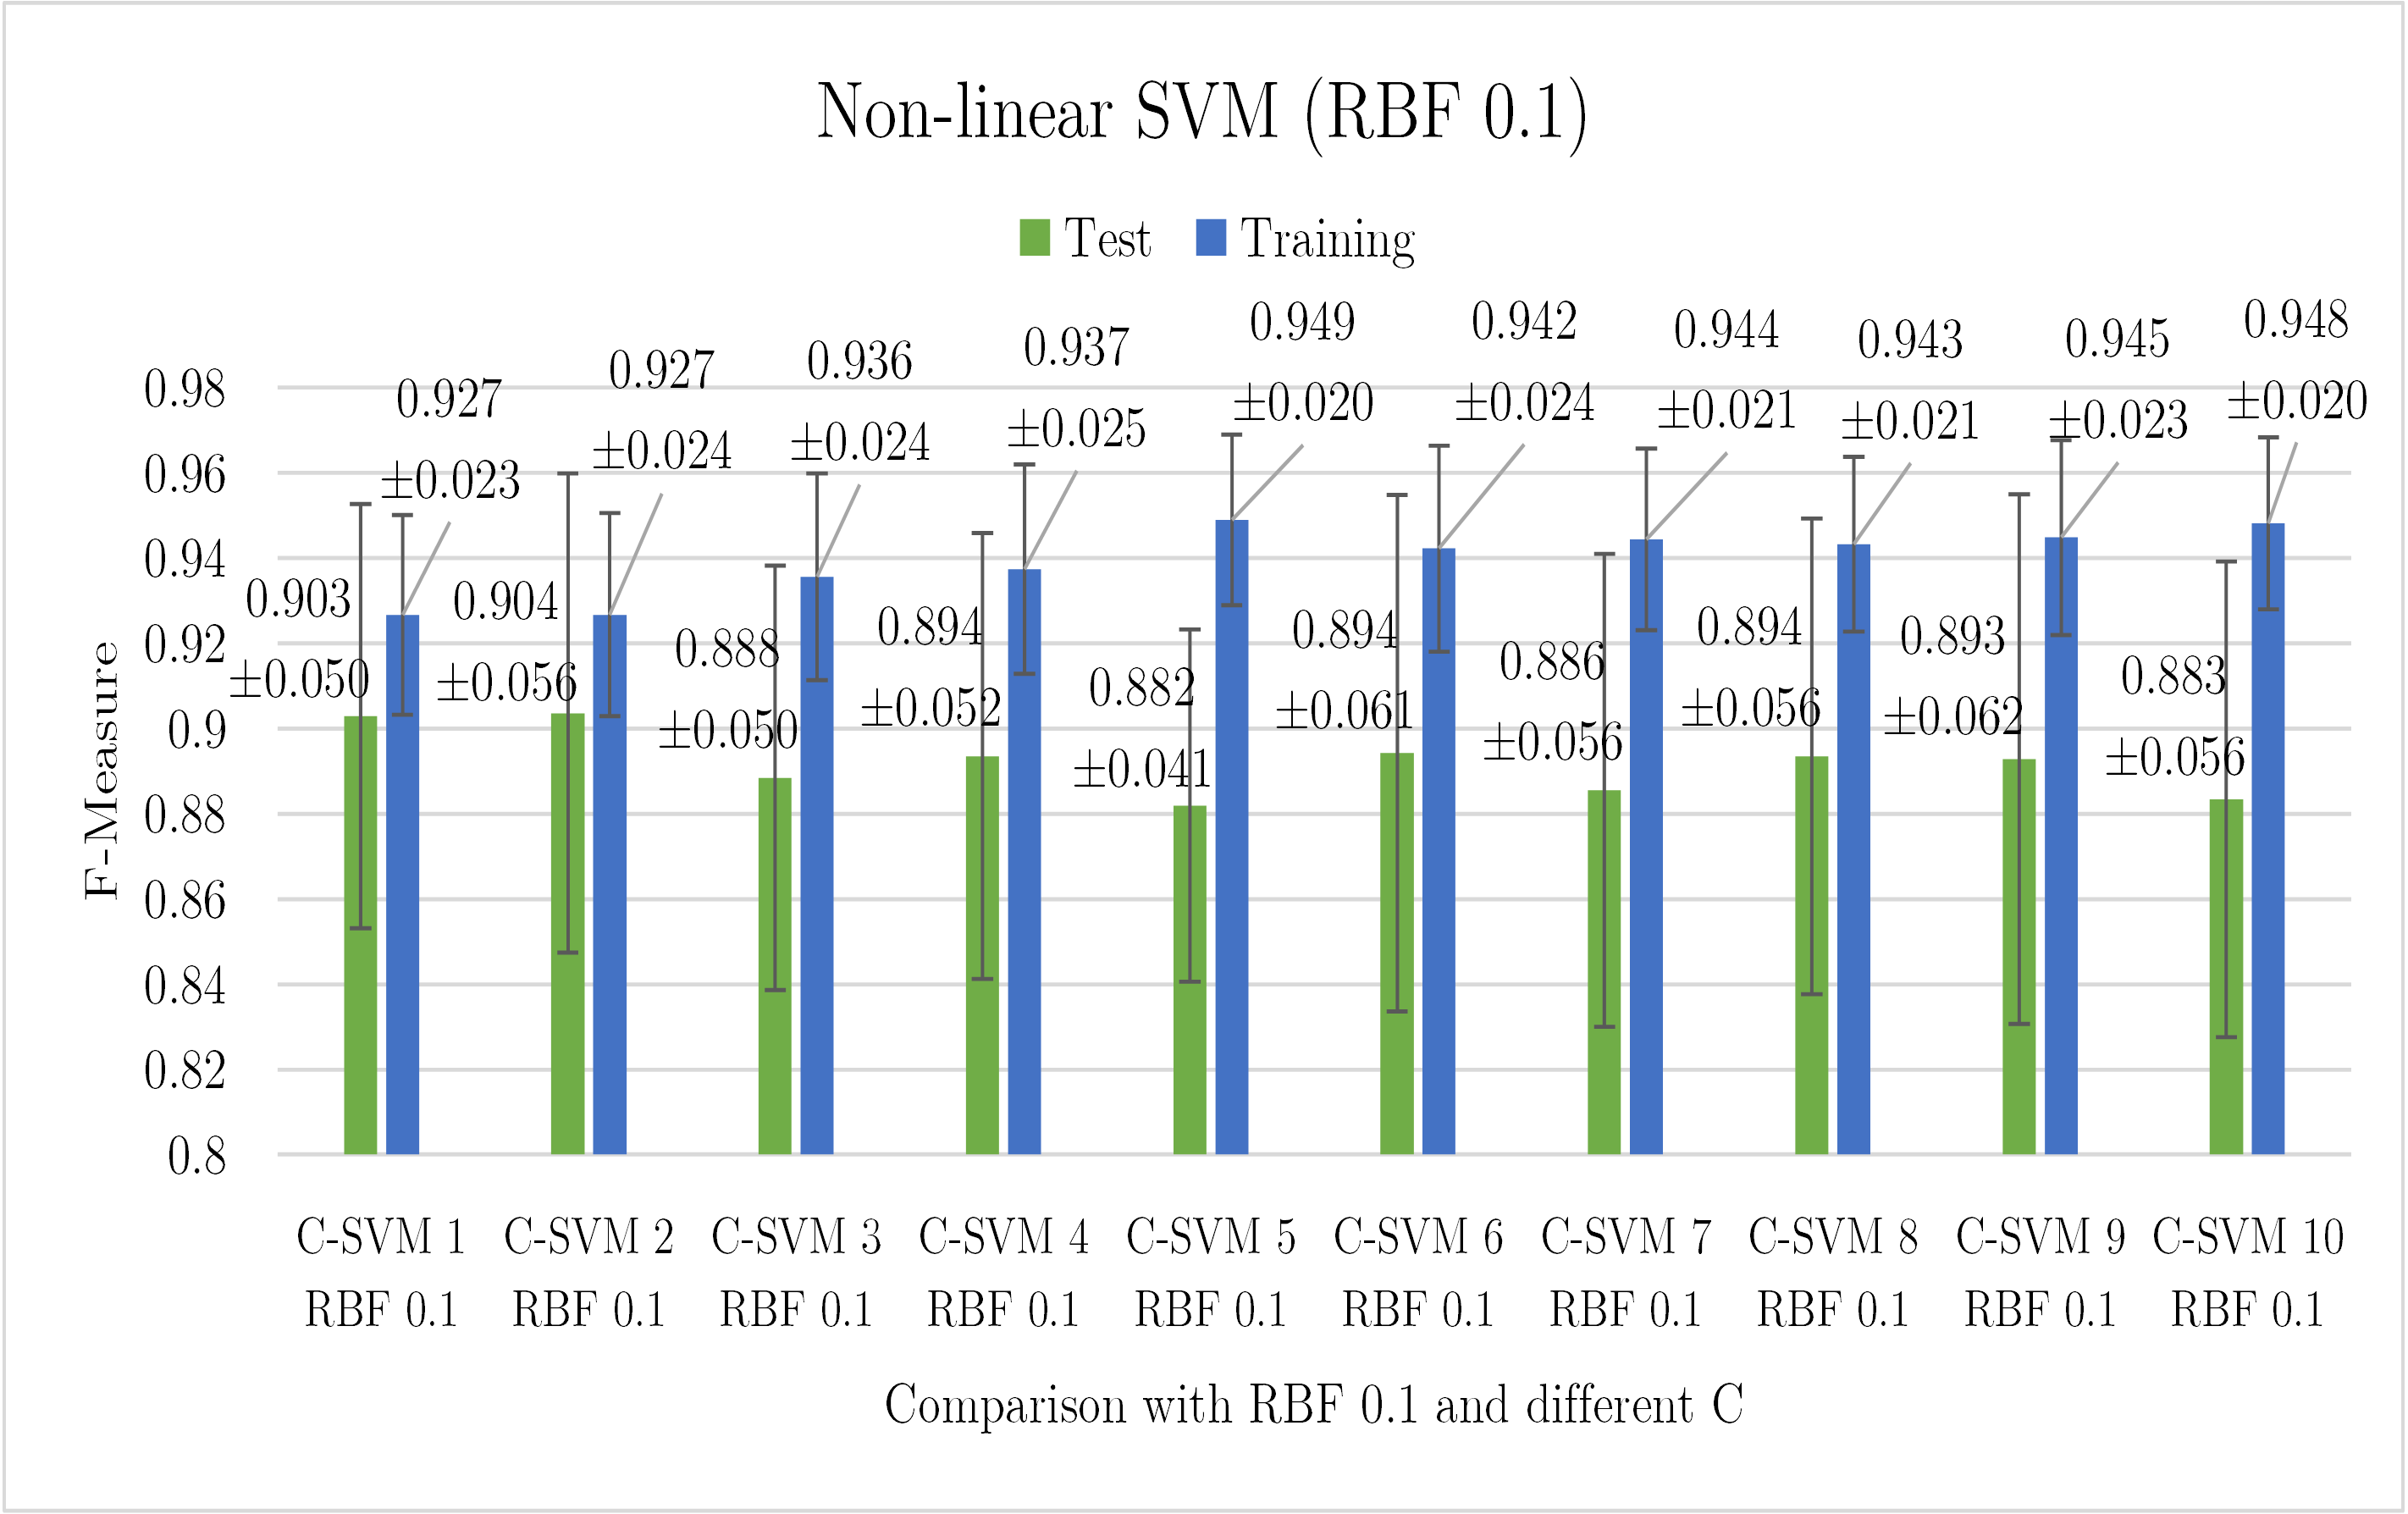 Non-linear SVM (RBF 0.1)
Test Training
0.927
±0.023
0.927
±0.024
0.936
±0.024
0.937
±0.025
0.949
±0.020
0.942
±0.024
0.944
±0.021
0.943
±0.021
0.945
±0.023
0.948
±0.020
0.903
±0.050
0.904
±0.056
0.888
±0.050
0.894
±0.052
0.882
±0.041
0.894
±0.061
0.886
±0.056
0.894
±0.056
0.893
±0.062
0.883
±0.056
0.98
0.96
0.94
0.92
0.9
0.88
0.86
0.84
0.82
0.8
F-Measure
C-SVM 1
RBF 0.1
C-SVM 2
RBF 0.1
C-SVM 3
RBF 0.1
C-SVM 4
RBF 0.1
C-SVM 5
RBF 0.1
C-SVM 6
RBF 0.1
C-SVM 7
RBF 0.1
C-SVM 8
RBF 0.1
C-SVM 9
RBF 0.1
C-SVM 10
RBF 0.1
Comparison with RBF 0.1 and different C